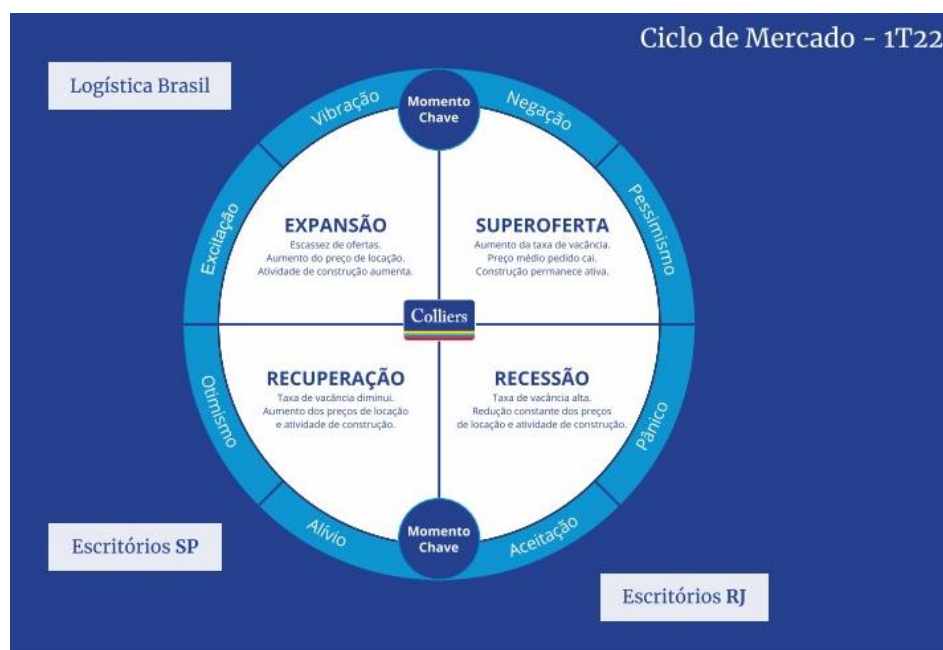 Ciclo de Mercado - 1T22
Logística Brasil
Vibração
Momento
Chave
Negação
Excitação
Pessimismo
EXPANSÃO
Escassez de ofertas.
Aumento do preço de locação.
Atividade de construção aumenta.
SUPEROFERTA
Aumento da taxa de vacância.
Preço médio pedido cai.
Construção permanece ativa.
Colliers
RECUPERAÇÃO
Taxa de vacância diminui.
Aumento dos preços de locação
e atividade de construção.
RECESSÃO
Taxa de vacância alta.
Redução constante dos preços
de locação e atividade de construção.
Otimismo
Pânico
Alívio
Momento
Chave
Aceitação
Escritórios SP
Escritórios RJ